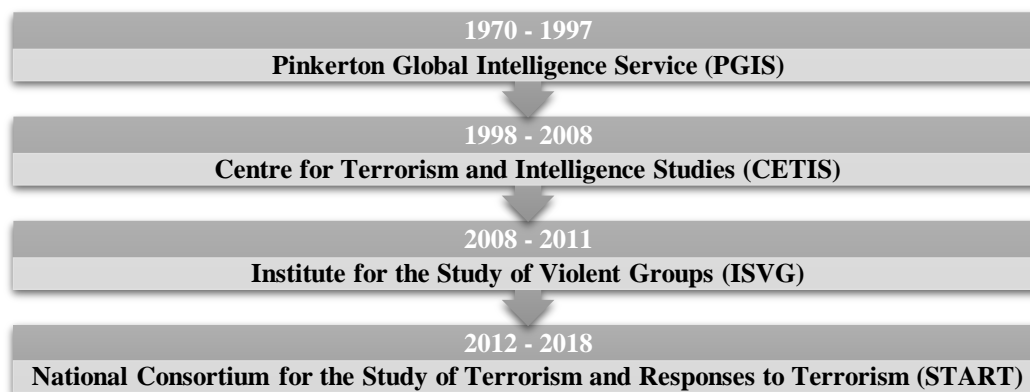 1970 - 1997
Pinkerton Global Intelligence Service (PGIS)
1998 - 2008
Centre for Terrorism and Intelligence Studies (CETIS)
2008 - 2011
Institute for the Study of Violent Groups (ISVG)
2012 - 2018
National Consortium for the Study of Terrorism and Responses to Terrorism (START)